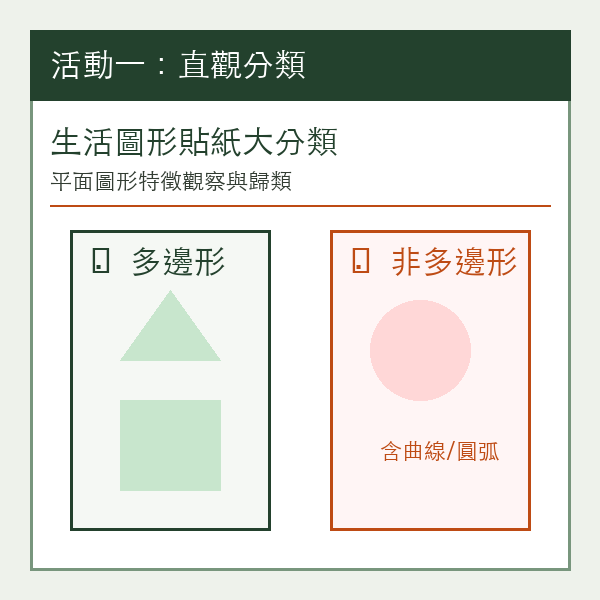 活動一：直觀分類
生活圖形貼紙大分類
平面圖形特徵觀察與歸類
多邊形
非多邊形
含曲線/圓弧